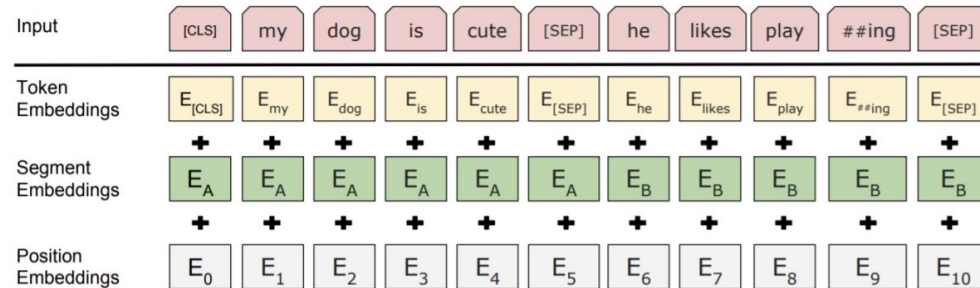 Input [CLS] my dog is cute [SEP] he likes play ##ing [SEP]
Token
Embeddings
E[CLS] Emy Edog Eis Ecute E[SEP] Ehe Elikes Eplay E##ing E[SEP]
+ + + + + + + + + + +
Segment
Embeddings
EA EA EA EA EA EA EB EB EB EB EB
+ + + + + + + + + + +
Position
Embeddings
E0 E1 E2 E3 E4 E5 E6 E7 E8 E9 E10